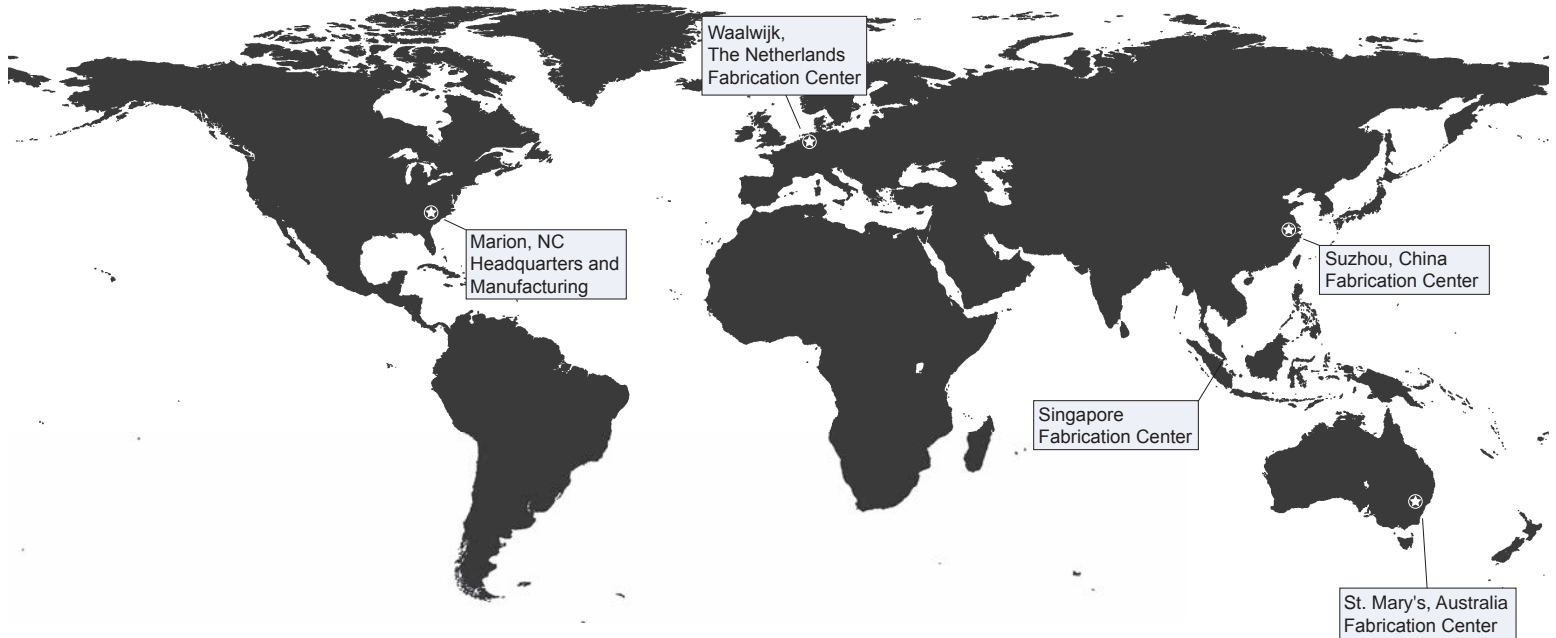 Waalwijk,
The Netherlands
Fabrication Center
Marion, NC
Headquarters and
Manufacturing
Suzhou, China
Fabrication Center
Singapore
Fabrication Center
St. Mary's, Australia
Fabrication Center